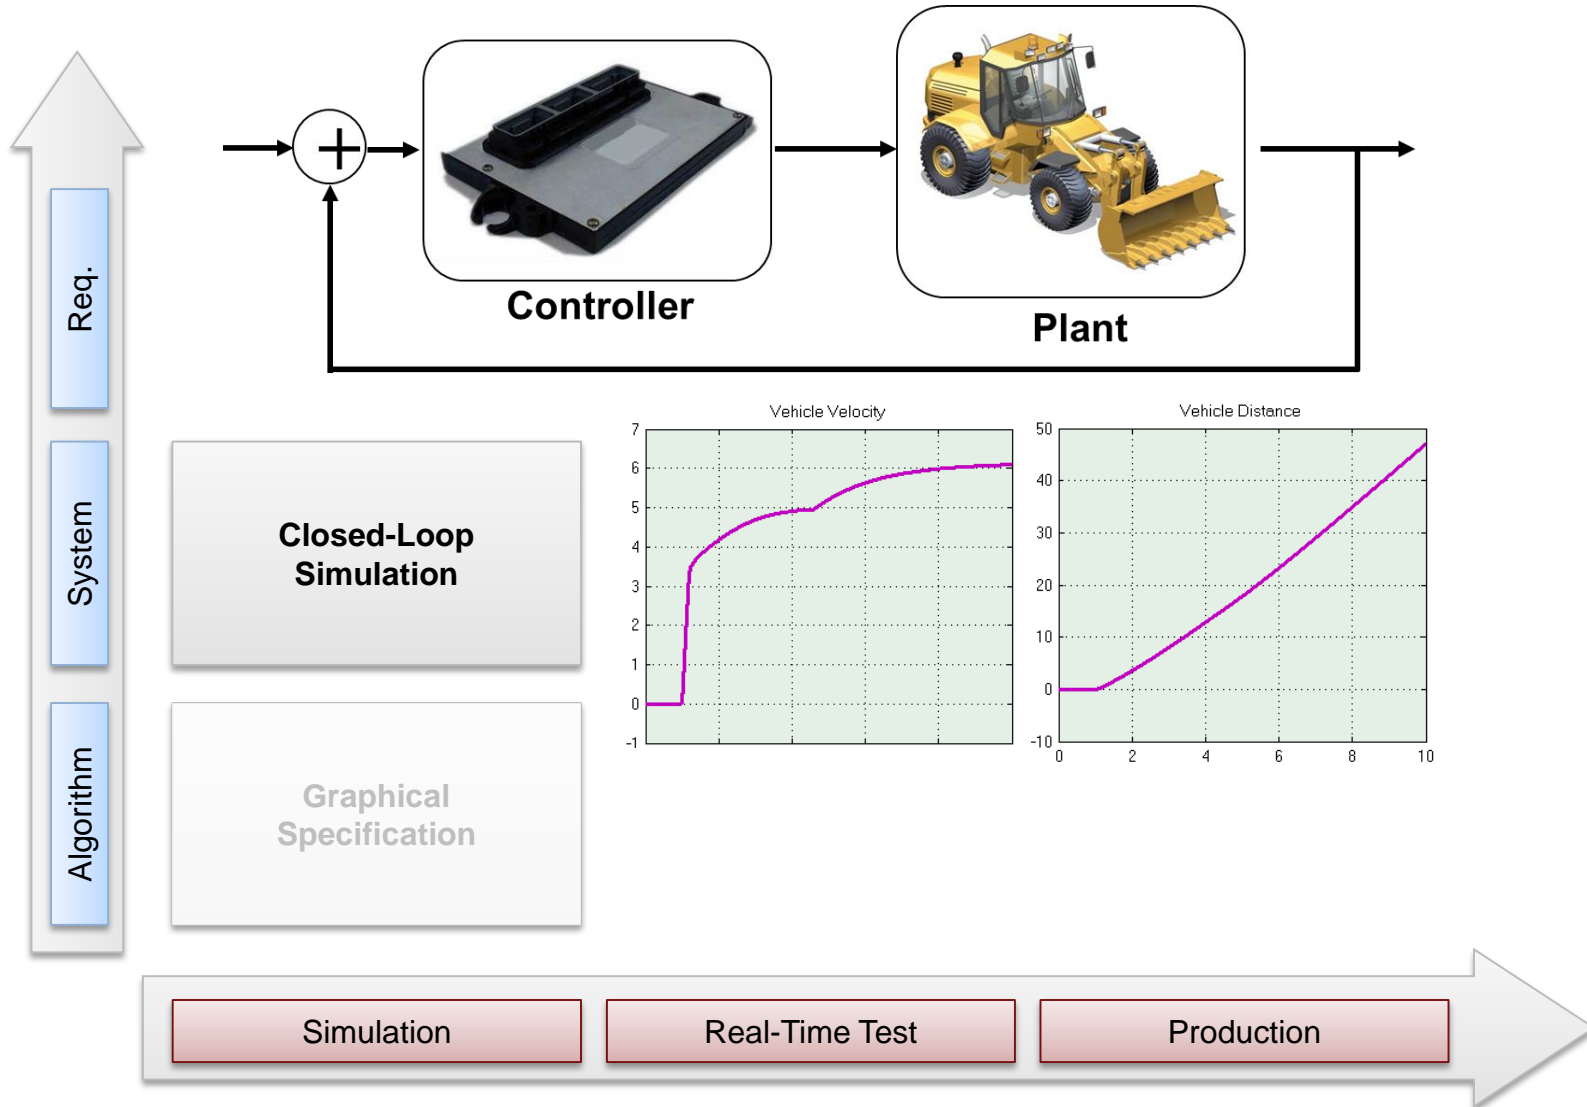 +
Controller
Plant
Req.
System
Algorithm
Closed-Loop
Simulation
Graphical
Specification
Vehicle Velocity
7
6
5
4
3
2
1
0
-1
Vehicle Distance
50
40
30
20
10
0
-10
0 2 4 6 8 10
Simulation
Real-Time Test
Production